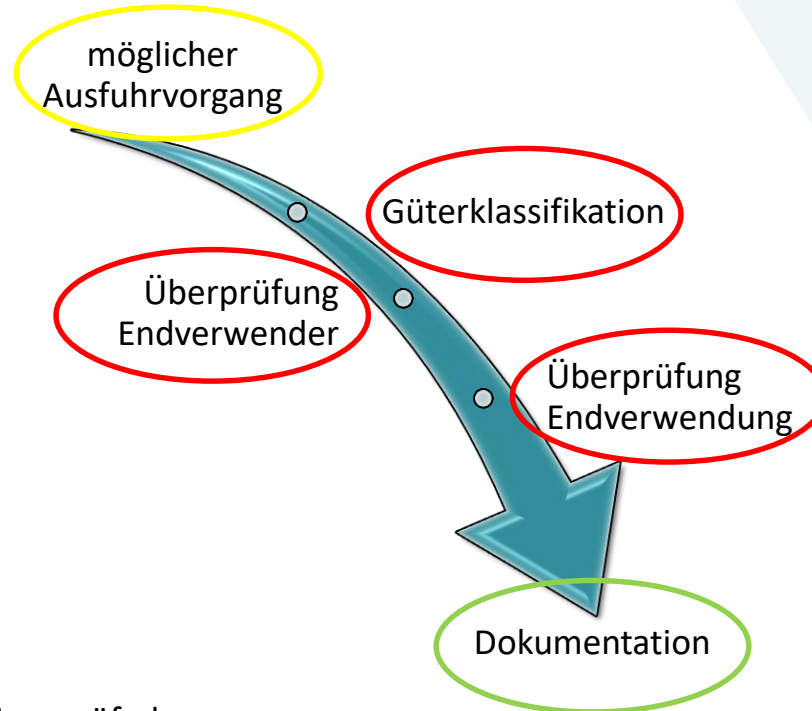 möglicher
Ausfuhrvorgang
Güterklassifikation
Überprüfung
Endverwender
Überprüfung
Endverwendung
Dokumentation